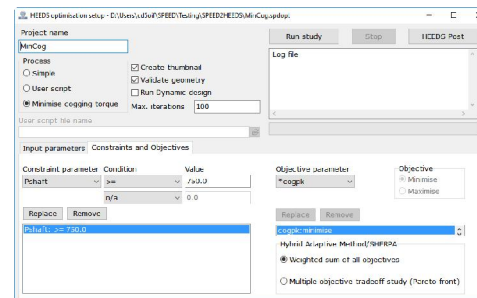 HEEDS optimisation setup - D:\Users\cdSoif\SPEED\Testing\SPEED2HEEDS\MinCog.spdopt
Project name
MinCog
Run study
Stop
HEEDS Post
Process
Simple
User script
Minimise cogging torque
Create thumbnail
Validate geometry
Run Dynamic design
Max. iterations 100
Log file
User script file name
Input parameters
Constraints and Objectives
Constraint parameter Condition Value
Pshaft >= 750.0
n/a 0.0
Replace Remove
Pshaft: >= 750.0
Objective parameter
*cogpk
Objective
Minimise
Maximise
Replace Remove
cogpk:minimise
Hybrid Adaptive Method/SHERPA
Weighted sum of all objectives
Multiple objective tradeoff study (Pareto front)